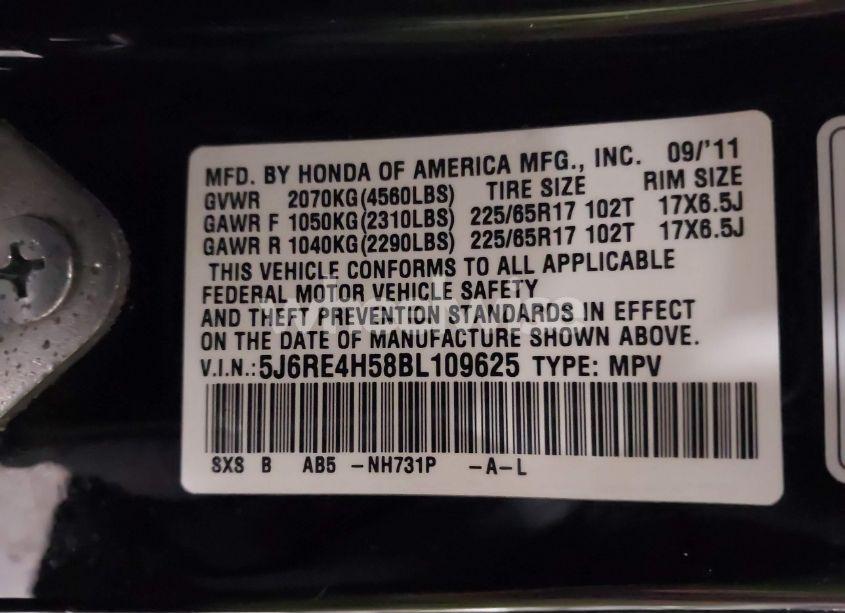 MFD. BY HONDA OF AMERICA MFG., INC. 09/'11
GVWR 2070KG(4560LBS) TIRE SIZE RIM SIZE
GAWR F 1050KG(2310LBS) 225/65R17 102T 17X6.5J
GAWR R 1040KG(2290LBS) 225/65R17 102T 17X6.5J
THIS VEHICLE CONFORMS TO ALL APPLICABLE
FEDERAL MOTOR VEHICLE SAFETY
AND THEFT PREVENTION STANDARDS IN EFFECT
ON THE DATE OF MANUFACTURE SHOWN ABOVE.
V.I.N.: 5J6RE4H58BL109625 TYPE: MPV
SXS B AB5 -NH731P -A-L